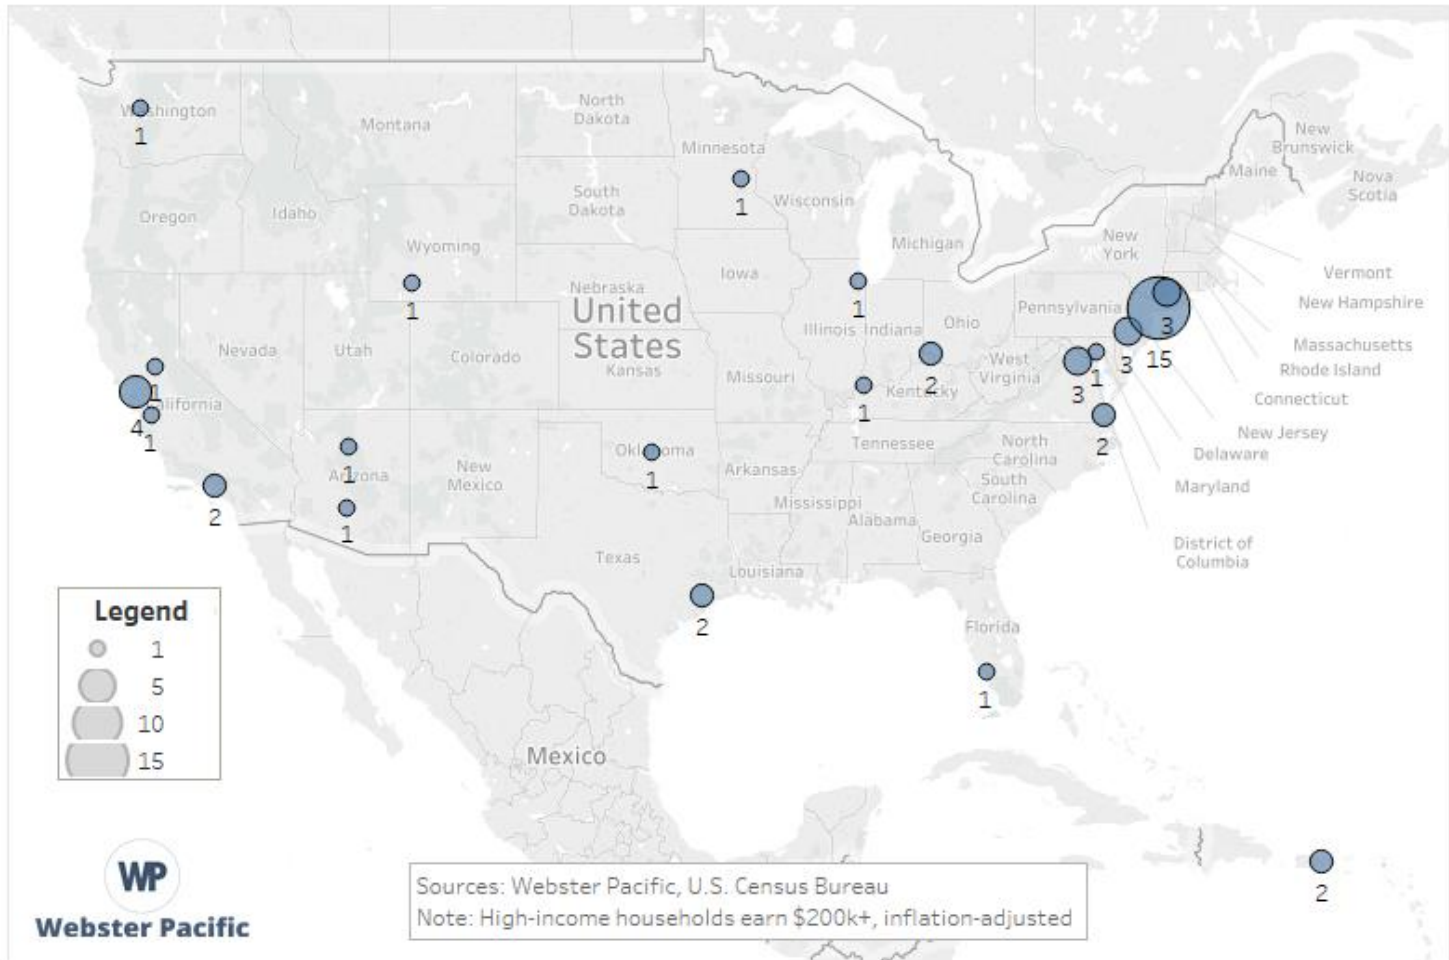 North
Dakota
Washington
1
Montana
Minnesota
1
New
Brunswick
Maine
Nova
Scotia
Wisconsin
South
Dakota
Oregon
Idaho
Wyoming
1
Michigan
New
York
Iowa
Nebraska
United
States
Kansas
1
Illinois
Indiana
Ohio
Pennsylvania
Vermont
New Hampshire
Massachusetts
Rhode Island
Connecticut
New Jersey
Delaware
Maryland
District of
Columbia
3
15
3
1
3
West
Virginia
2
Nevada
Utah
Colorado
Missouri
Kentucky
1
2
1
California
4
1
2
Arizona
1
1
New
Mexico
Oklahoma
1
Arkansas
Tennessee
North
Carolina
South
Carolina
Mississippi
Alabama
Georgia
Texas
Louisiana
2
Florida
1
Mexico
2
Legend
1
5
10
15
WP
Webster Pacific
Sources: Webster Pacific, U.S. Census Bureau
Note: High-income households earn $200k+, inflation-adjusted